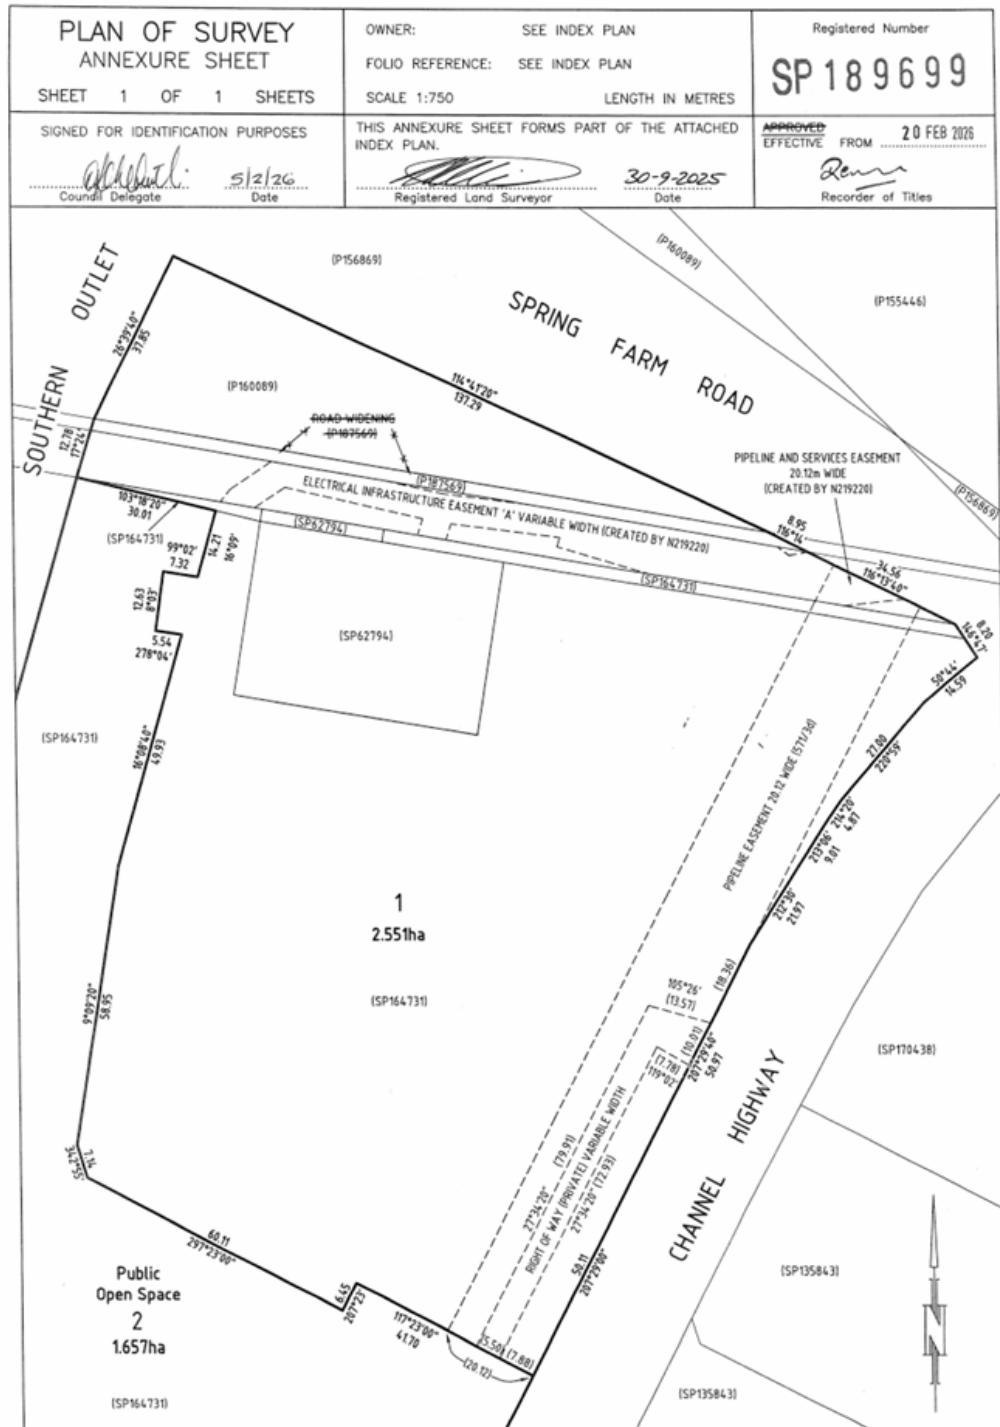 PLAN OF SURVEY
ANNEXURE SHEET
SHEET 1 OF 1 SHEETS
OWNER: SEE INDEX PLAN
FOLIO REFERENCE: SEE INDEX PLAN
SCALE 1:750 LENGTH IN METRES
Registered Number
SP 189699
SIGNED FOR IDENTIFICATION PURPOSES
5/2/26
Council Delegate Date
THIS ANNEXURE SHEET FORMS PART OF THE ATTACHED
INDEX PLAN.
30-9-2025
Registered Land Surveyor Date
APPROVED
EFFECTIVE FROM 20 FEB 2026
Recorder of Titles
SOUTHERN OUTLET
26°39'40"
37.85
(P156869)
(P160089)
SPRING FARM ROAD
(P155446)
(P160089)
114°41'20"
137.29
ROAD WIDENING
(P187569)
12.78
17°24'
PIPELINE AND SERVICES EASEMENT
20.12m WIDE
(CREATED BY N219220)
(P187569)
(P156869)
ELECTRICAL INFRASTRUCTURE EASEMENT 'A' VARIABLE WIDTH (CREATED BY N219220)
103°18'20"
30.01
(SP62794)
8.95
116°14'
(SP164731)
99°02'
7.32
14.21
16°09'
34.56
116°13'40"
(SP164731)
12.63
8°03'
5.54
278°04'
(SP62794)
8.20
146°47'
50°44'
14.59
(SP164731)
16°08'40"
49.93
27.00
220°59'
PIPELINE EASEMENT 20.12 WIDE (571/3d)
214°20'
4.87
213°06'
9.01
212°30'
21.97
1
2.551ha
(SP164731)
(18.36)
105°26'
(13.57)
9°09'20"
58.95
(10.01)
207°29'40"
50.97
(7.78)
119°02'
(SP170438)
CHANNEL HIGHWAY
(79.91)
27°34'20"
RIGHT OF WAY (PRIVATE) VARIABLE WIDTH
27°34'20" (72.93)
7.14
342°55'
60.11
297°23'00"
50.11
207°29'00"
Public
Open Space
2
1.657ha
6.45
207°23'
117°23'00"
41.70
(5.50) (7.88)
(20.12)
(SP135843)
N
(SP164731)
(SP135843)